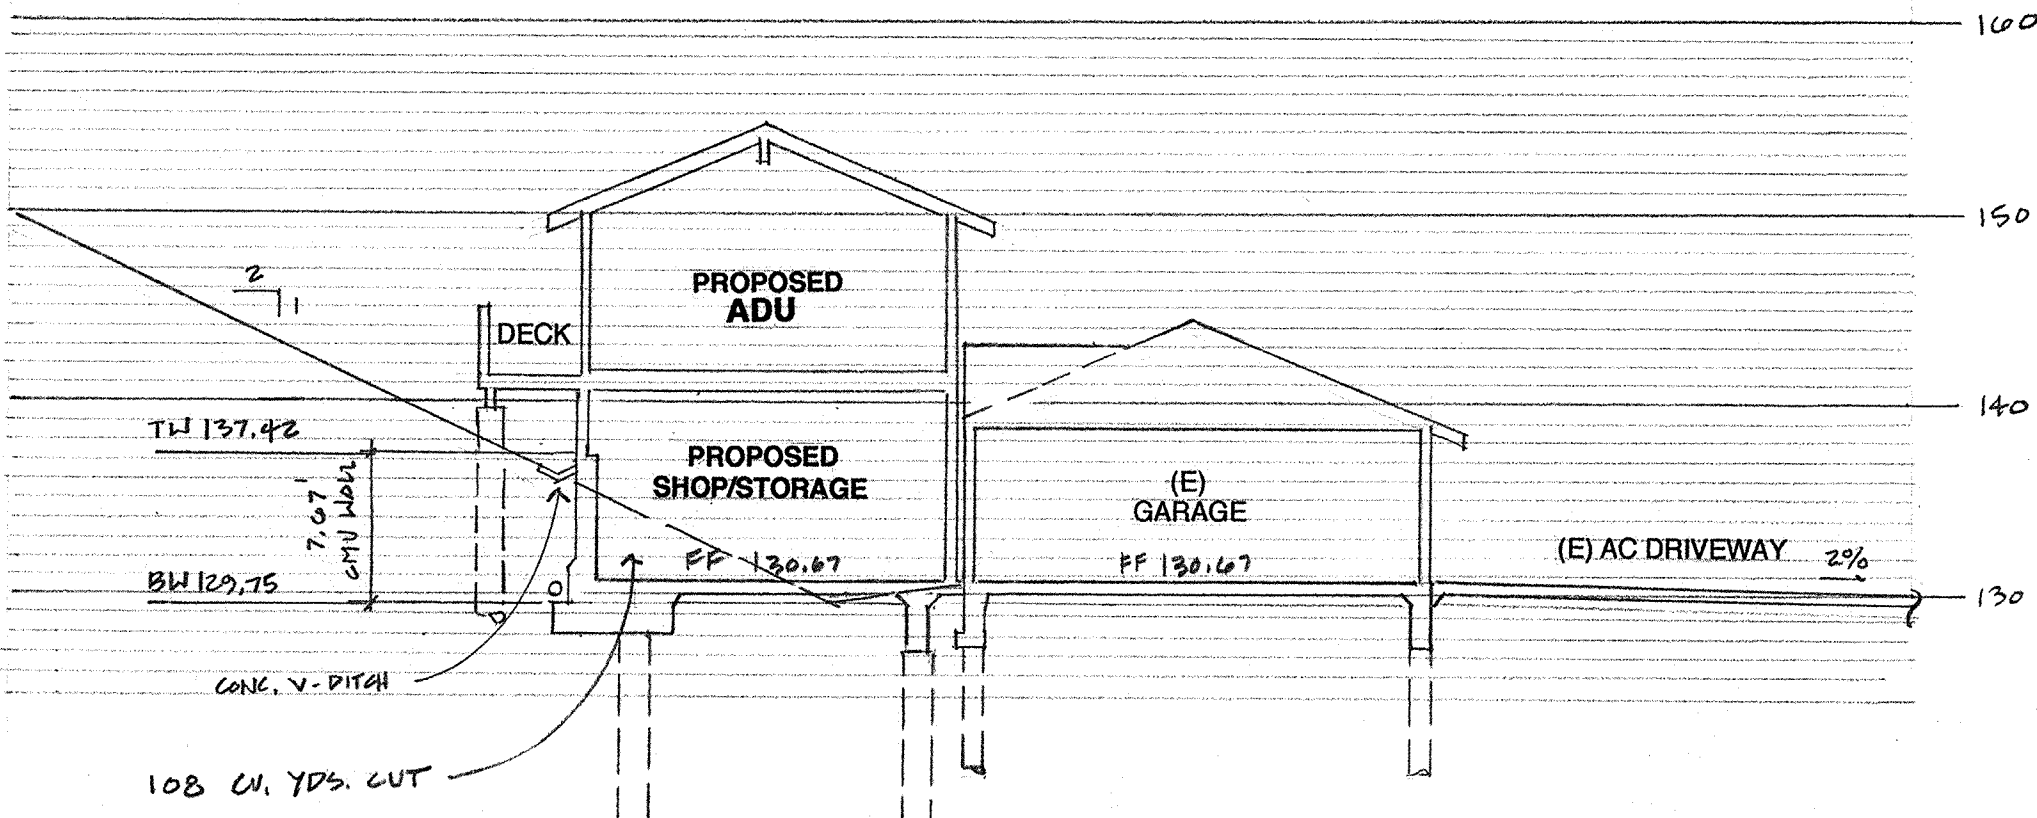 160
150
PROPOSED
ADU
2
1
DECK
140
TW 137.42
PROPOSED
SHOP/STORAGE
(E)
GARAGE
7.67'
CMU WALL
FF 130.67
FF 130.67
(E) AC DRIVEWAY 2%
BW 129.75
130
CONC. V-DITCH
108 CU. YDS. CUT